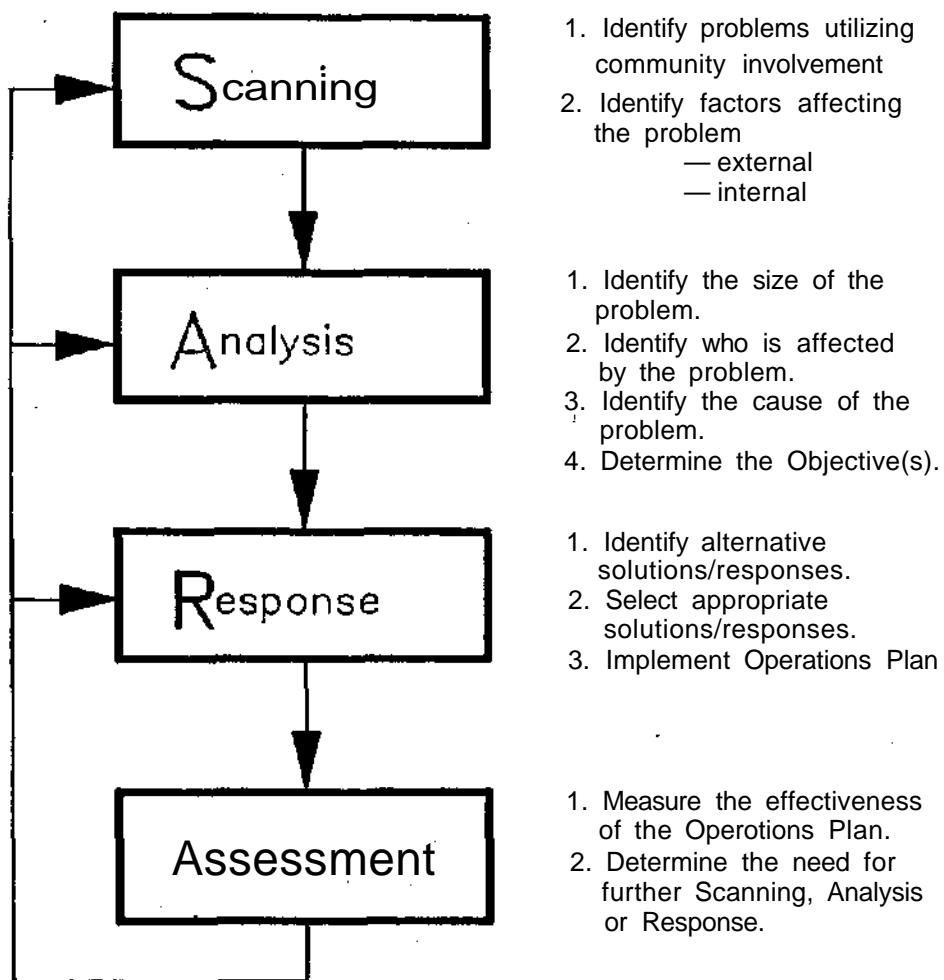 Scanning
1. Identify problems utilizing
community involvement
2. Identify factors affecting
the problem
— external
— internal
Analysis
1. Identify the size of the
problem.
2. Identify who is affected
by the problem.
3. Identify the cause of the
problem.
4. Determine the Objective(s).
Response
1. Identify alternative
solutions/responses.
2. Select appropriate
solutions/responses.
3. Implement Operations Plan
Assessment
1. Measure the effectiveness
of the Operotions Plan.
2. Determine the need for
further Scanning, Analysis
or Response.